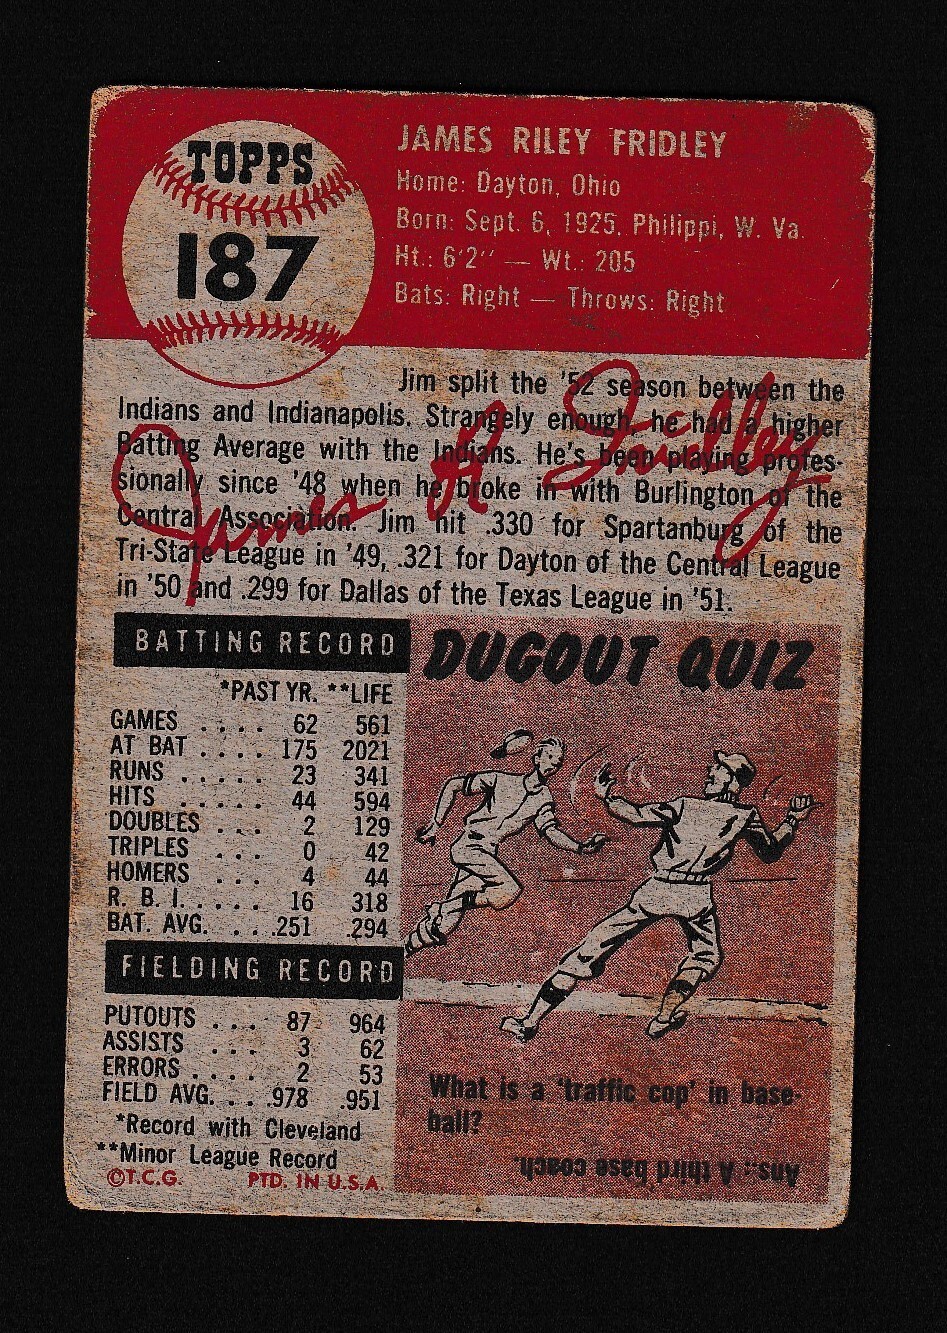 TOPPS
187
JAMES RILEY FRIDLEY
Home: Dayton, Ohio
Born: Sept. 6, 1925, Philippi, W. Va.
Ht.: 6'2" — Wt.: 205
Bats: Right — Throws: Right
Jim split the '52 season between the
Indians and Indianapolis. Strangely enough, he had a higher
Batting Average with the Indians. He's been playing profes-
sionally since '48 when he broke in with Burlington of the
Central Association. Jim hit .330 for Spartanburg of the
Tri-State League in '49, .321 for Dayton of the Central League
in '50 and .299 for Dallas of the Texas League in '51.
James R Fridley
BATTING RECORD
*PAST YR. **LIFE
GAMES .... 62 561
AT BAT .... 175 2021
RUNS ..... 23 341
HITS ..... 44 594
DOUBLES ... 2 129
TRIPLES ... 0 42
HOMERS ... 4 44
R. B. I. .... 16 318
BAT. AVG. ... .251 .294
FIELDING RECORD
PUTOUTS ... 87 964
ASSISTS ... 3 62
ERRORS .... 2 53
FIELD AVG. ... .978 .951
*Record with Cleveland
**Minor League Record
©T.C.G. PTD. IN U.S.A.
DUGOUT QUIZ
What is a 'traffic cop' in base-
ball?
Ans.: A third base coach.